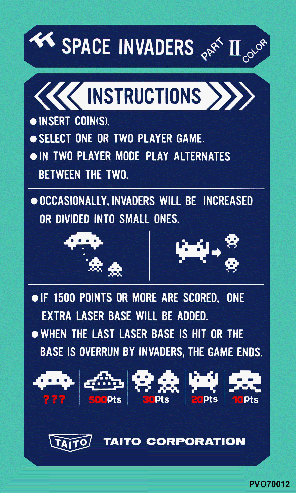 SPACE INVADERS PART II COLOR
INSTRUCTIONS
● INSERT COIN(S).
● SELECT ONE OR TWO PLAYER GAME.
● IN TWO PLAYER MODE PLAY ALTERNATES
BETWEEN THE TWO.
● OCCASIONALLY, INVADERS WILL BE INCREASED
OR DIVIDED INTO SMALL ONES.
● IF 1500 POINTS OR MORE ARE SCORED, ONE
EXTRA LASER BASE WILL BE ADDED.
● WHEN THE LAST LASER BASE IS HIT OR THE
BASE IS OVERRUN BY INVADERS, THE GAME ENDS.
??? 500Pts 30Pts 20Pts 10Pts
TAITO TAITO CORPORATION
PVO70012